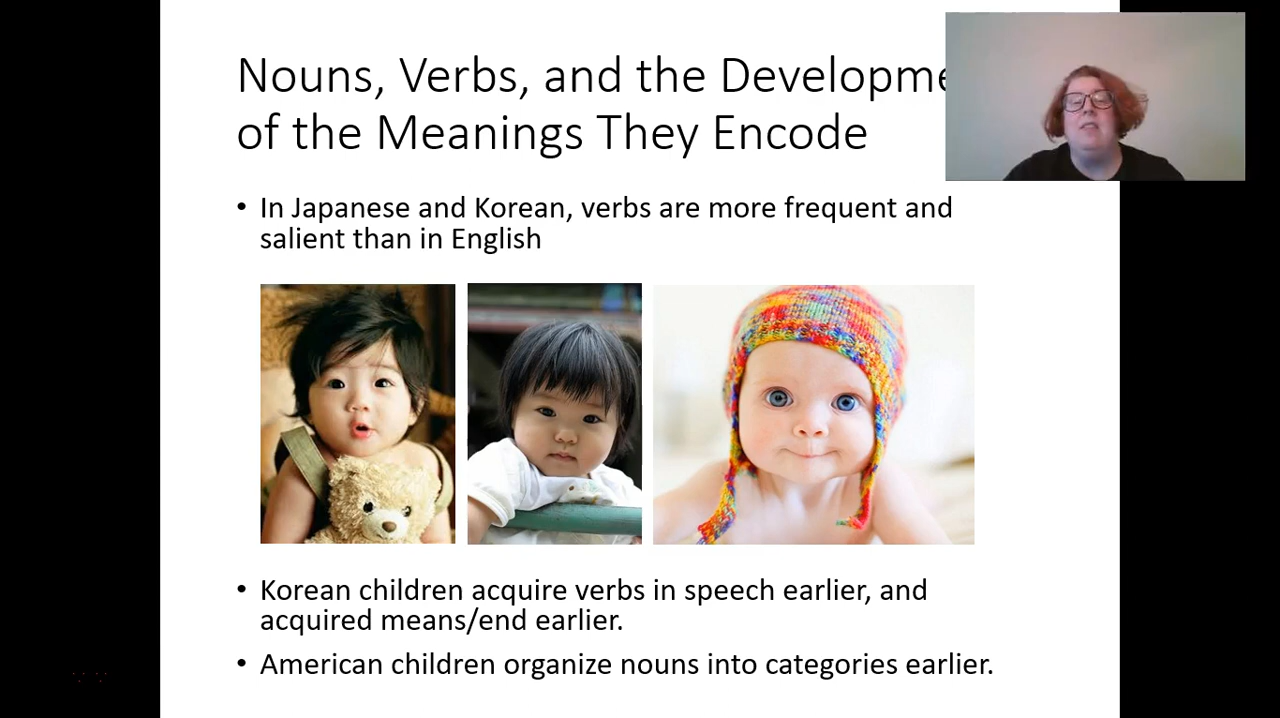 Nouns, Verbs, and the Developme
of the Meanings They Encode
• In Japanese and Korean, verbs are more frequent and
salient than in English
• Korean children acquire verbs in speech earlier, and
acquired means/end earlier.
• American children organize nouns into categories earlier.